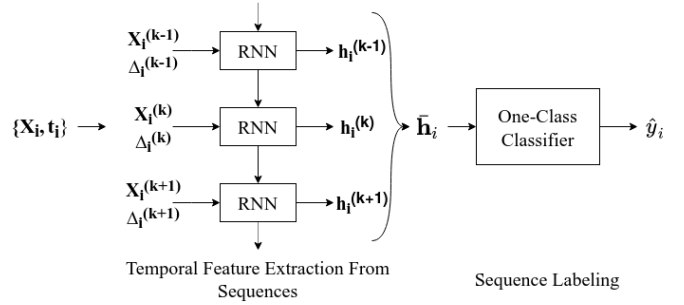 X_i^(k-1)
Δ_i^(k-1)
RNN
h_i^(k-1)
{X_i, t_i}
X_i^(k)
Δ_i^(k)
RNN
h_i^(k)
h̄_i
One-Class
Classifier
ŷ_i
X_i^(k+1)
Δ_i^(k+1)
RNN
h_i^(k+1)
Temporal Feature Extraction From
Sequences
Sequence Labeling